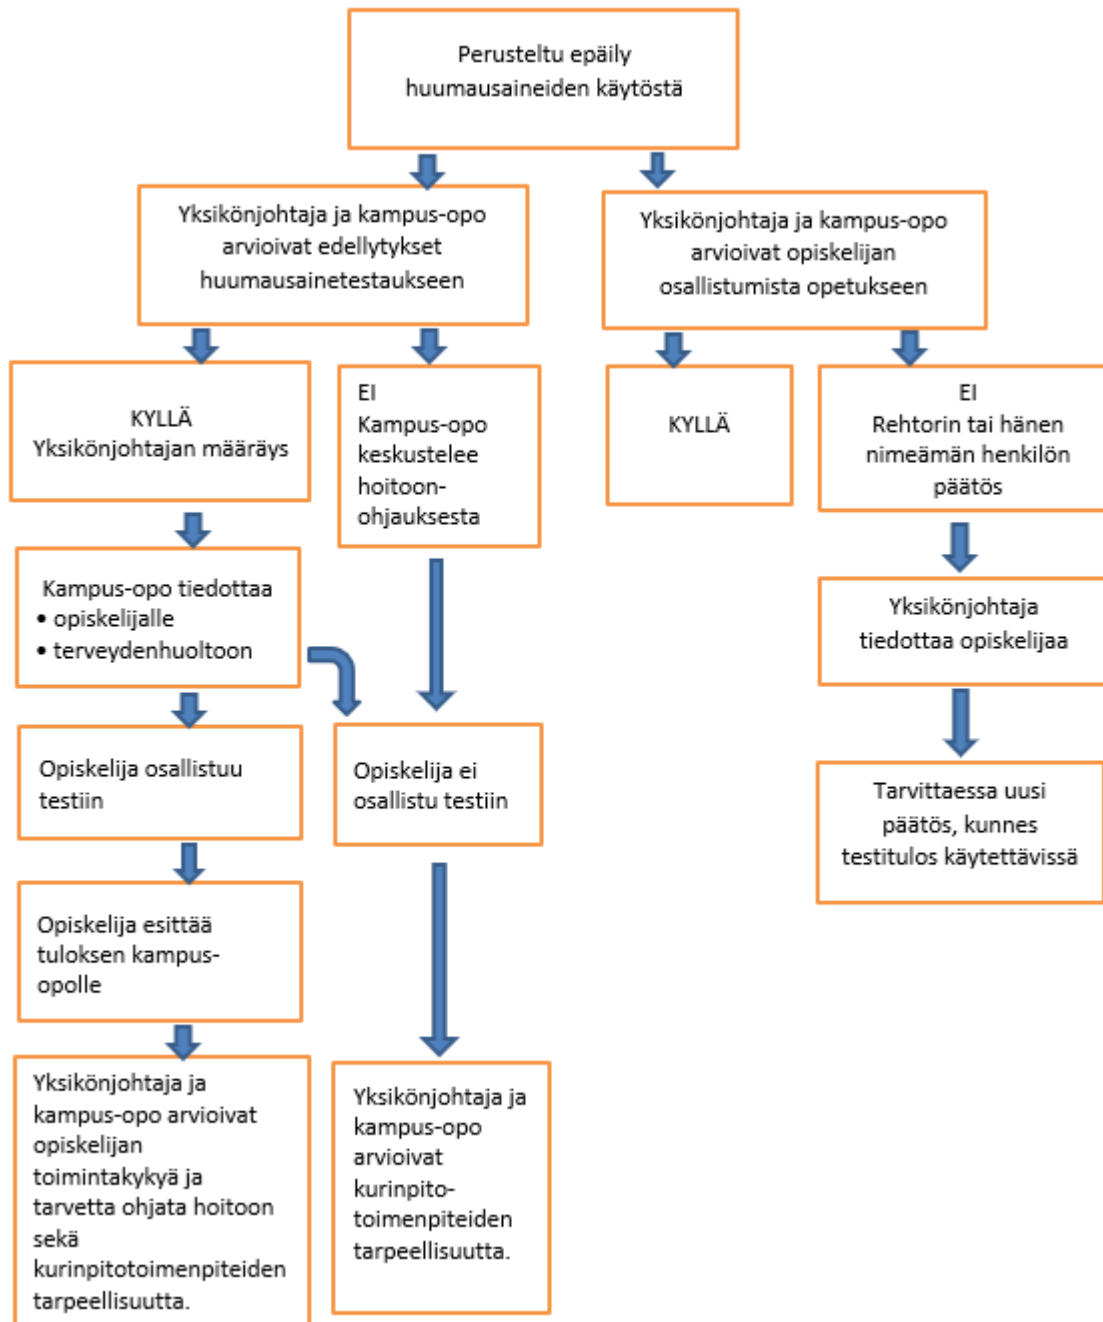 Perusteltu epäily
huumausaineiden käytöstä
Yksikönjohtaja ja kampus-opo
arvioivat edellytykset
huumausainetestaukseen
Yksikönjohtaja ja kampus-opo
arvioivat opiskelijan
osallistumista opetukseen
KYLLÄ
Yksikönjohtajan määräys
EI
Kampus-opo
keskustelee
hoitoon-
ohjauksesta
KYLLÄ
EI
Rehtorin tai hänen
nimeämän henkilön
päätös
Kampus-opo tiedottaa
• opiskelijalle
• terveydenhuoltoon
Yksikönjohtaja
tiedottaa opiskelijaa
Opiskelija osallistuu
testiin
Opiskelija ei
osallistu testiin
Tarvittaessa uusi
päätös, kunnes
testitulos käytettävissä
Opiskelija esittää
tuloksen kampus-
opolle
Yksikönjohtaja ja
kampus-opo arvioivat
opiskelijan
toimintakykyä ja
tarvetta ohjata hoitoon
sekä
kurinpitotoimenpiteiden
tarpeellisuutta.
Yksikönjohtaja ja
kampus-opo
arvioivat
kurinpito-
toimenpiteiden
tarpeellisuutta.